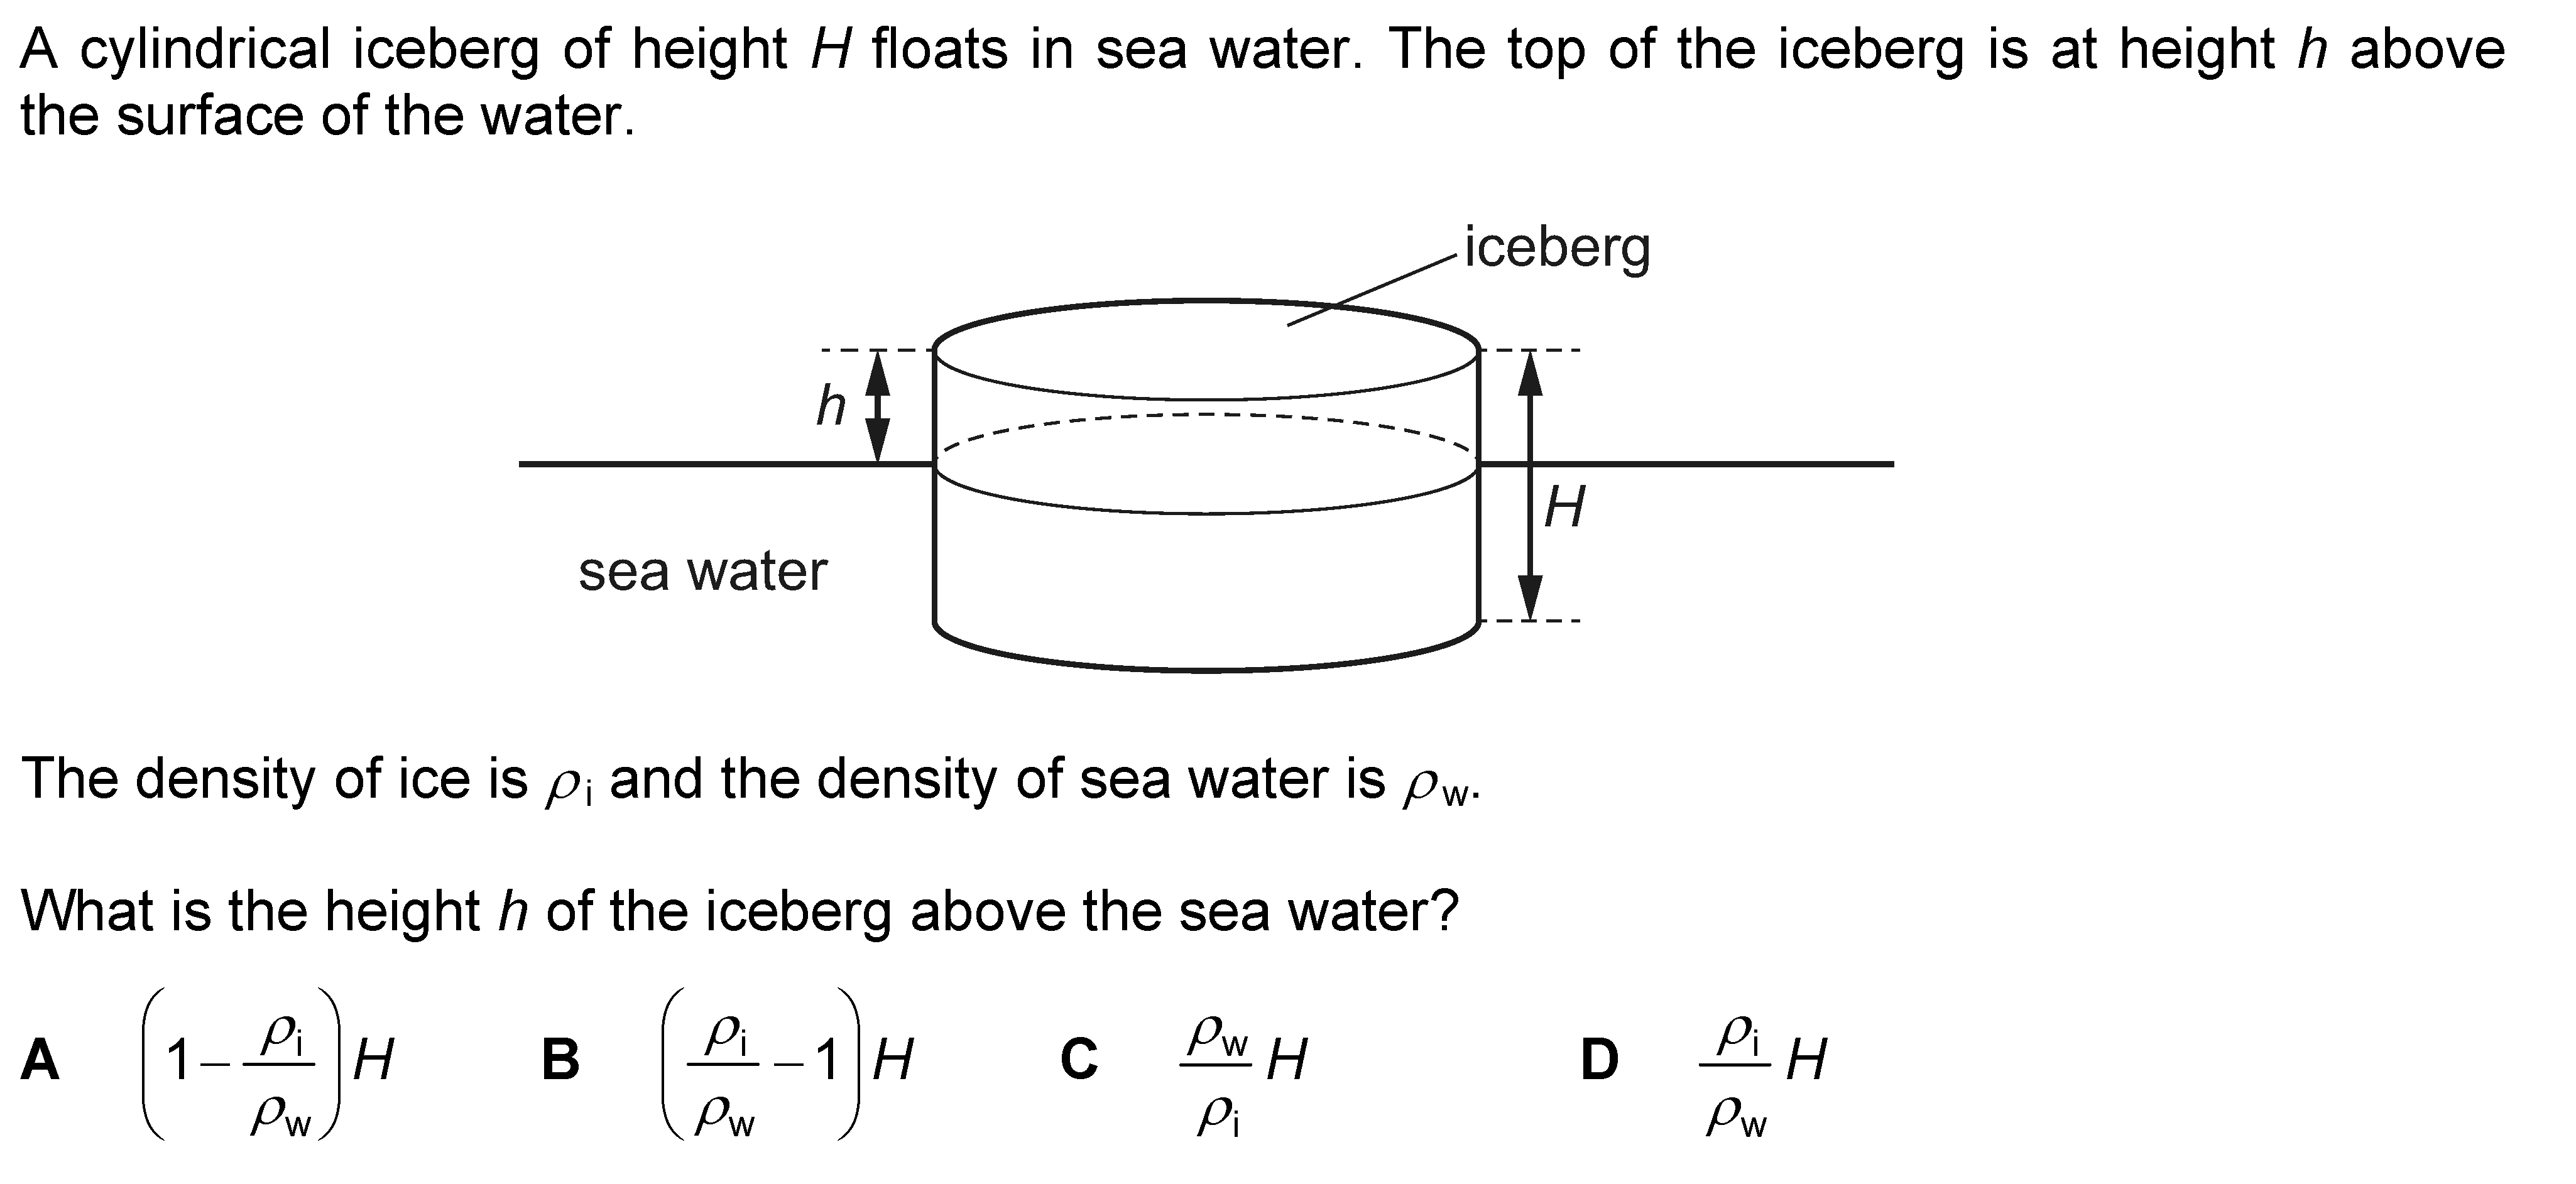 A cylindrical iceberg of height H floats in sea water. The top of the iceberg is at height h above
the surface of the water.
iceberg
h
H
sea water
The density of ice is ρi and the density of sea water is ρw.
What is the height h of the iceberg above the sea water?
A (1 – ρi/ρw)H B (ρi/ρw – 1)H C ρw/ρi H D ρi/ρw H